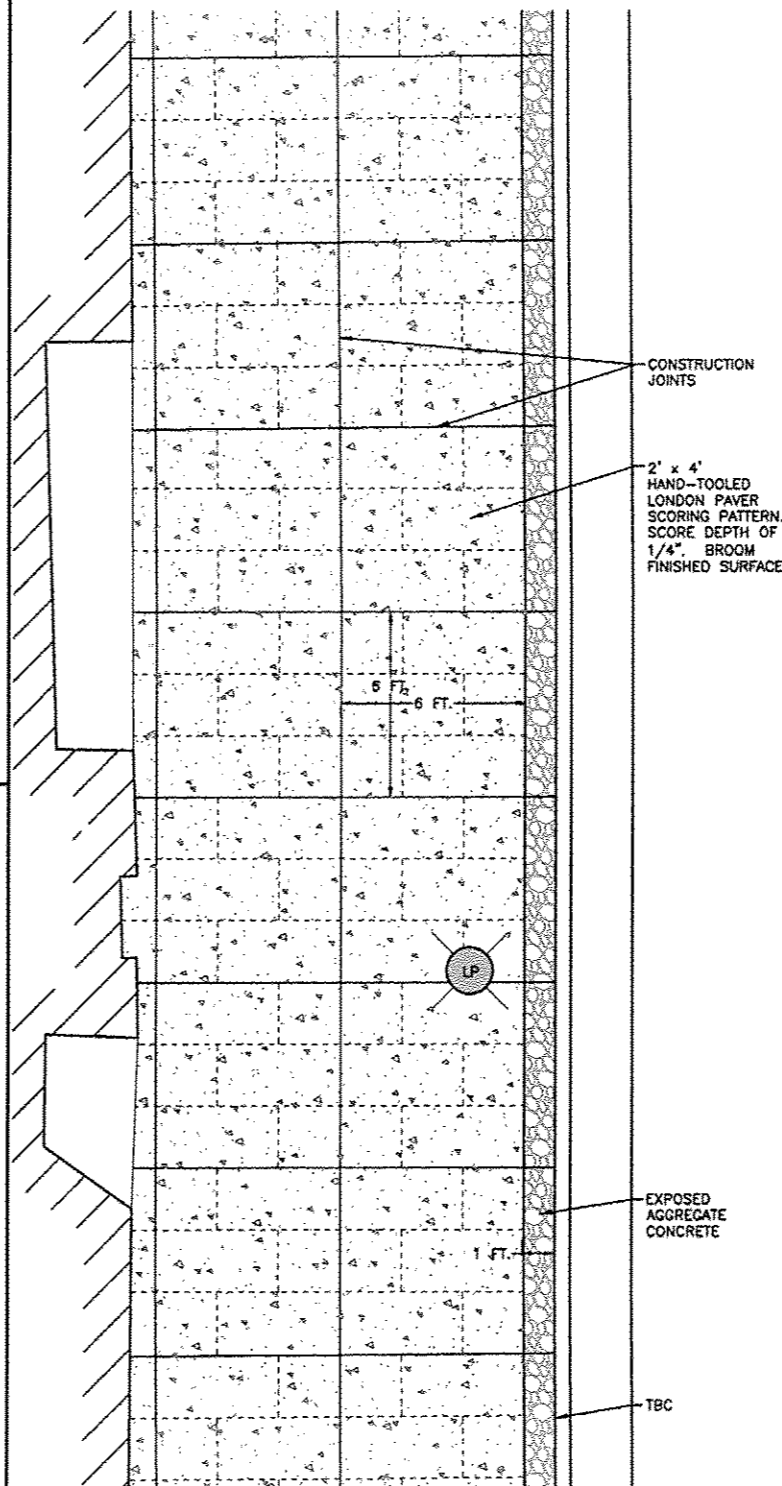 CONSTRUCTION
JOINTS
2' x 4'
HAND-TOOLED
LONDON PAVER
SCORING PATTERN.
SCORE DEPTH OF
1/4". BROOM
FINISHED SURFACE
6 FT.
6 FT.
LP
EXPOSED
AGGREGATE
CONCRETE
1 FT.
TBC